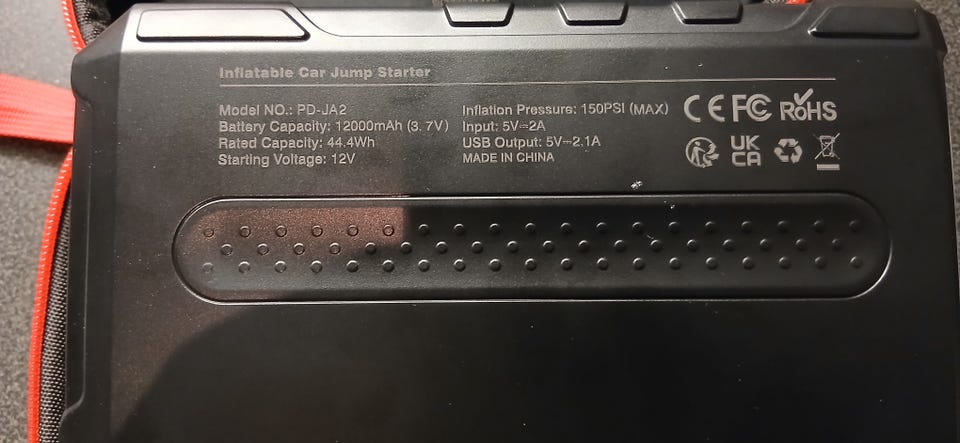 Inflatable Car Jump Starter
Model NO.: PD-JA2
Battery Capacity: 12000mAh (3.7V)
Rated Capacity: 44.4Wh
Starting Voltage: 12V
Inflation Pressure: 150PSI (MAX)
Input: 5V⎓2A
USB Output: 5V⎓2.1A
MADE IN CHINA
CE FC RoHS
UK
CA